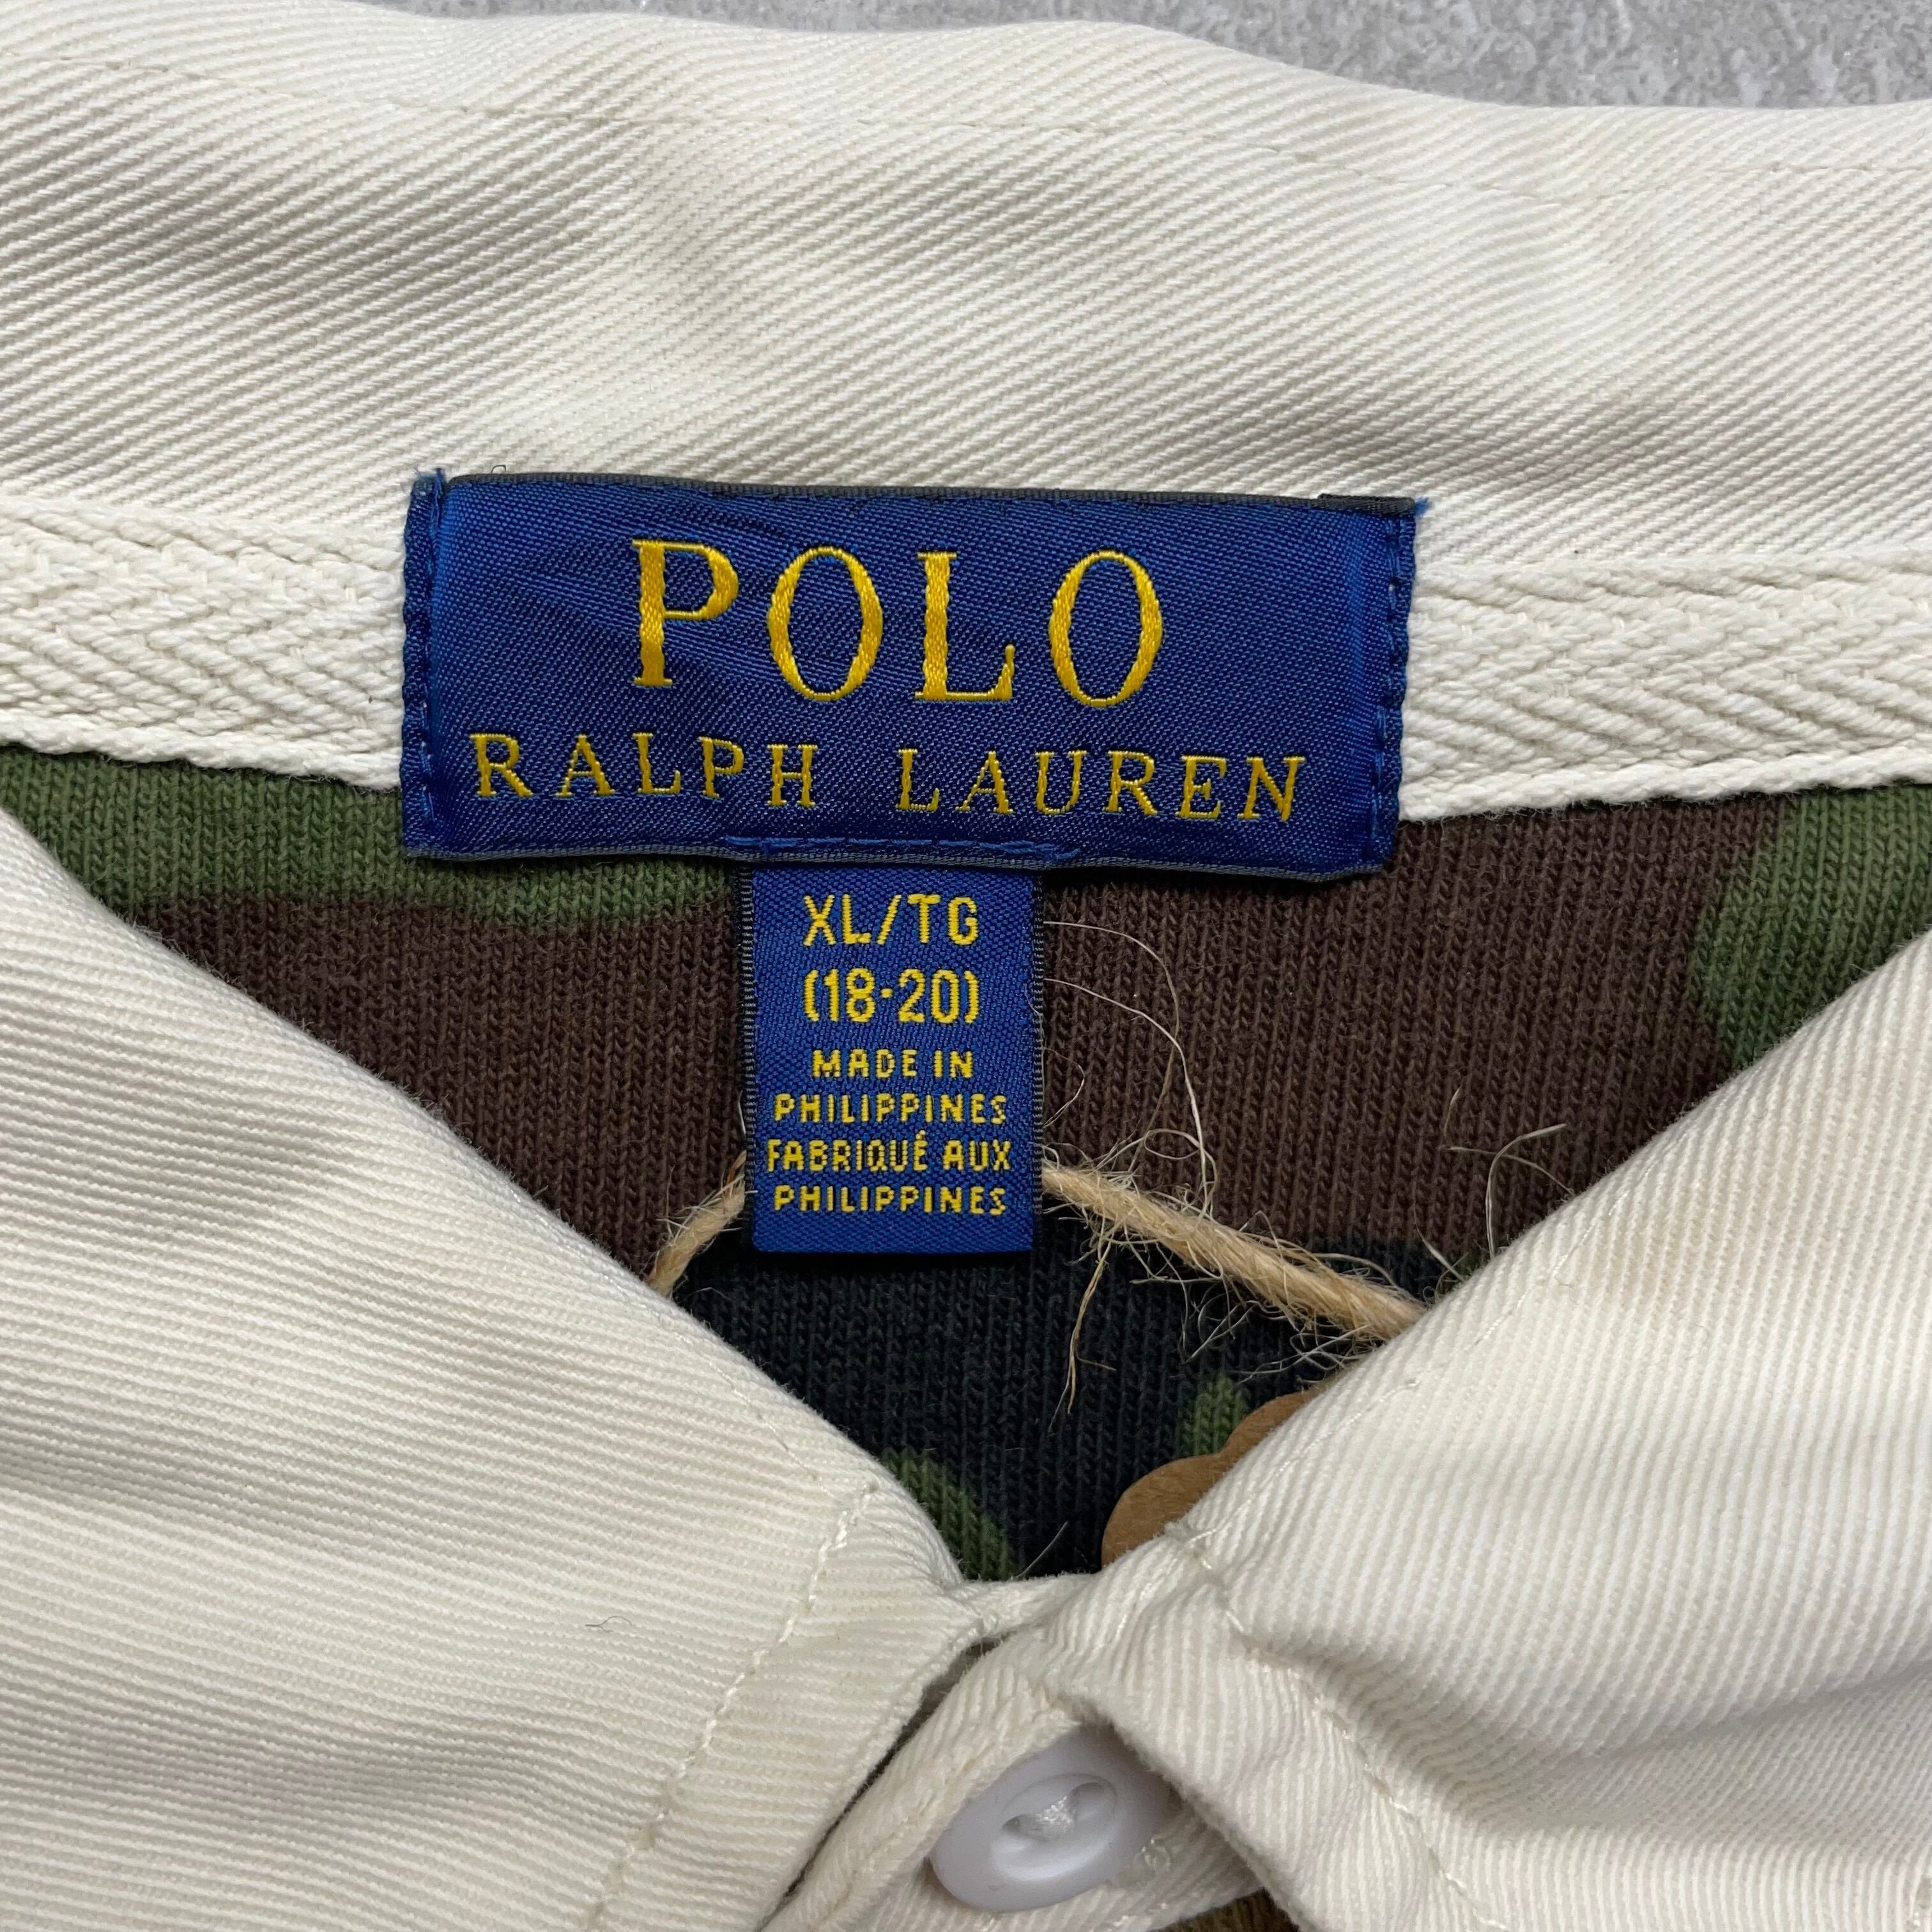 POLO
RALPH LAUREN
XL/TG
(18-20)
MADE IN
PHILIPPINES
FABRIQUÉ AUX
PHILIPPINES